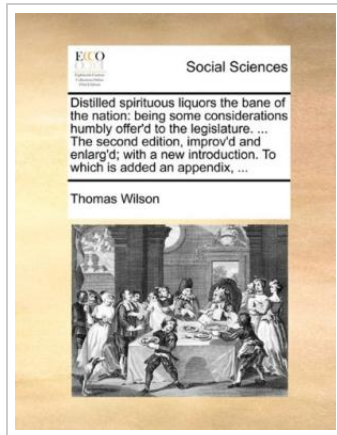 ECCO
Social Sciences
Distilled spirituous liquors the bane of
the nation: being some considerations
humbly offer'd to the legislature. ...
The second edition, improv'd and
enlarg'd; with a new introduction. To
which is added an appendix, ...
Thomas Wilson